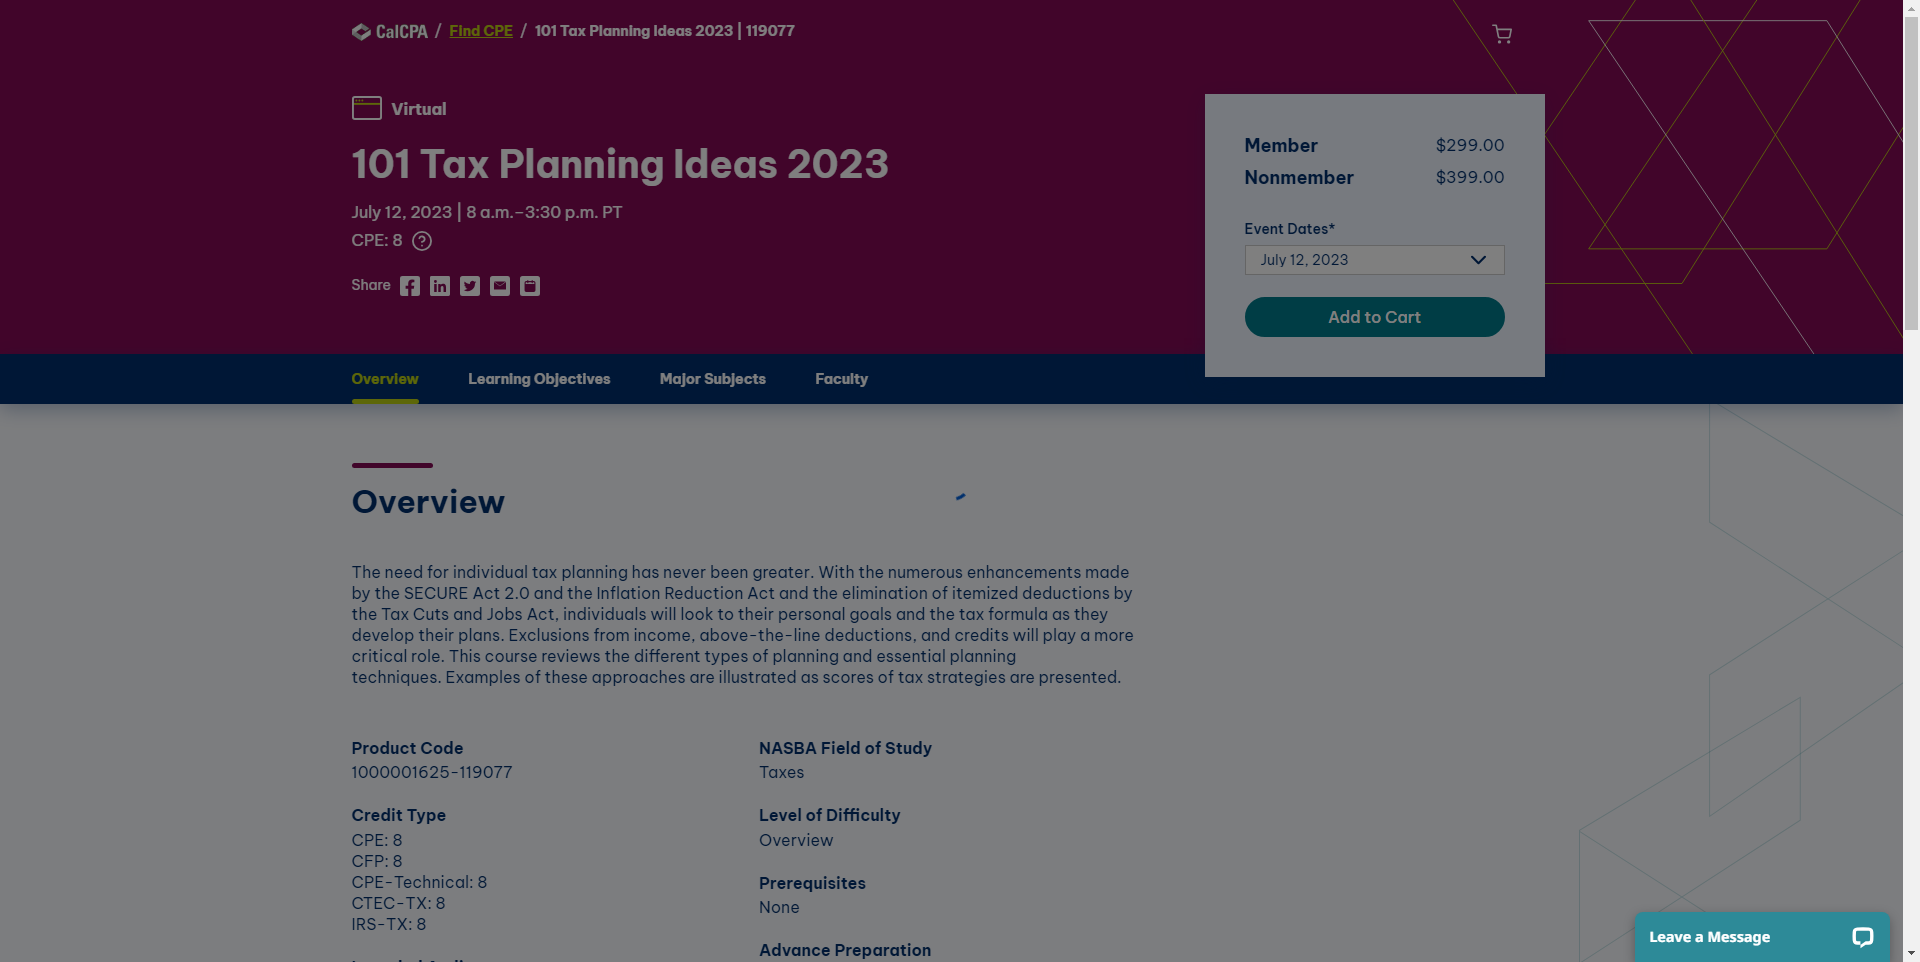 CalCPA / Find CPE / 101 Tax Planning Ideas 2023 | 119077
Virtual
101 Tax Planning Ideas 2023
July 12, 2023 | 8 a.m.–3:30 p.m. PT
CPE: 8 ?
Share
Member $299.00
Nonmember $399.00
Event Dates*
July 12, 2023
Add to Cart
Overview Learning Objectives Major Subjects Faculty
Overview
The need for individual tax planning has never been greater. With the numerous enhancements made
by the SECURE Act 2.0 and the Inflation Reduction Act and the elimination of itemized deductions by
the Tax Cuts and Jobs Act, individuals will look to their personal goals and the tax formula as they
develop their plans. Exclusions from income, above-the-line deductions, and credits will play a more
critical role. This course reviews the different types of planning and essential planning
techniques. Examples of these approaches are illustrated as scores of tax strategies are presented.
Product Code
1000001625-119077
Credit Type
CPE: 8
CFP: 8
CPE-Technical: 8
CTEC-TX: 8
IRS-TX: 8
NASBA Field of Study
Taxes
Level of Difficulty
Overview
Prerequisites
None
Advance Preparation
Leave a Message